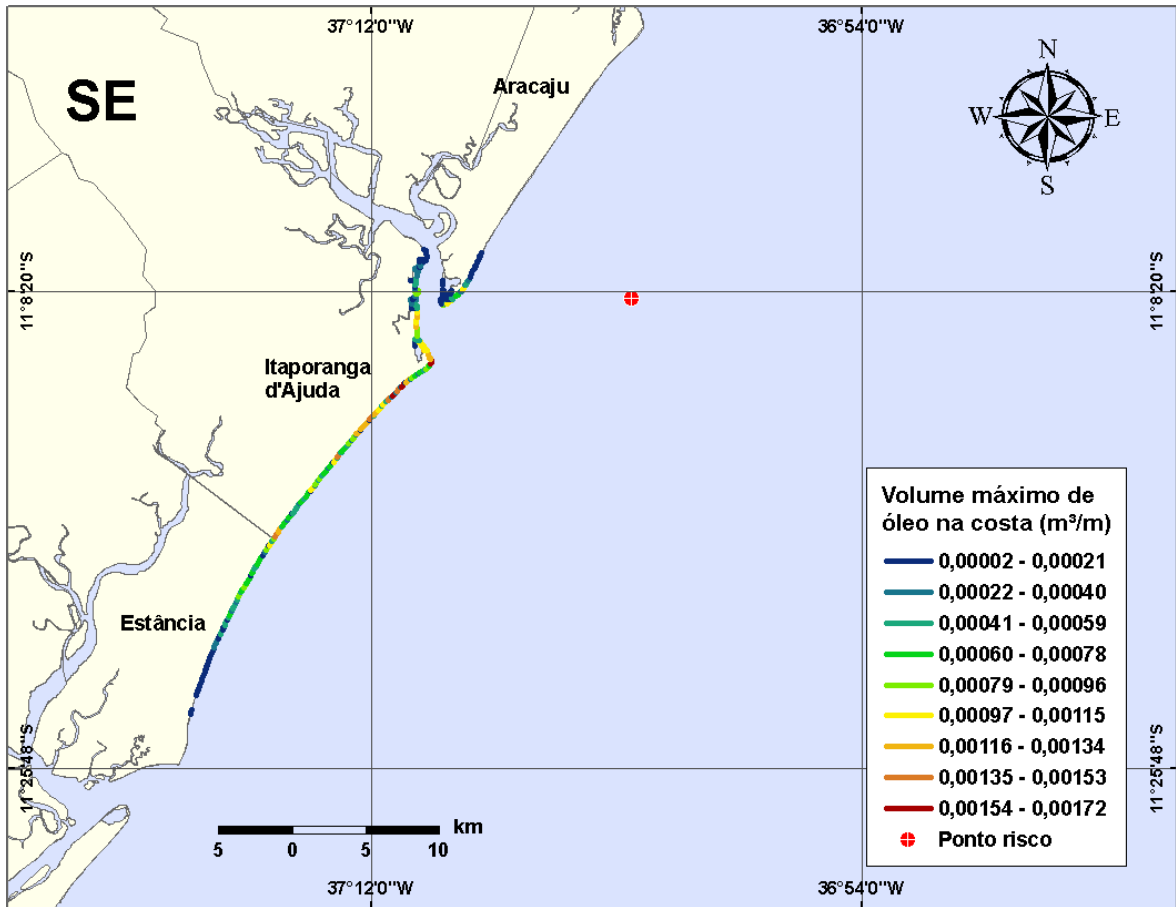 37°12'0"W
36°54'0"W
SE
Aracaju
N
W
E
S
11°8'20"S
11°8'20"S
Itaporanga
d'Ajuda
Estância
Volume máximo de
óleo na costa (m³/m)
0,00002 - 0,00021
0,00022 - 0,00040
0,00041 - 0,00059
0,00060 - 0,00078
0,00079 - 0,00096
0,00097 - 0,00115
0,00116 - 0,00134
0,00135 - 0,00153
0,00154 - 0,00172
Ponto risco
11°25'48"S
11°25'48"S
km
5 0 5 10
37°12'0"W
36°54'0"W